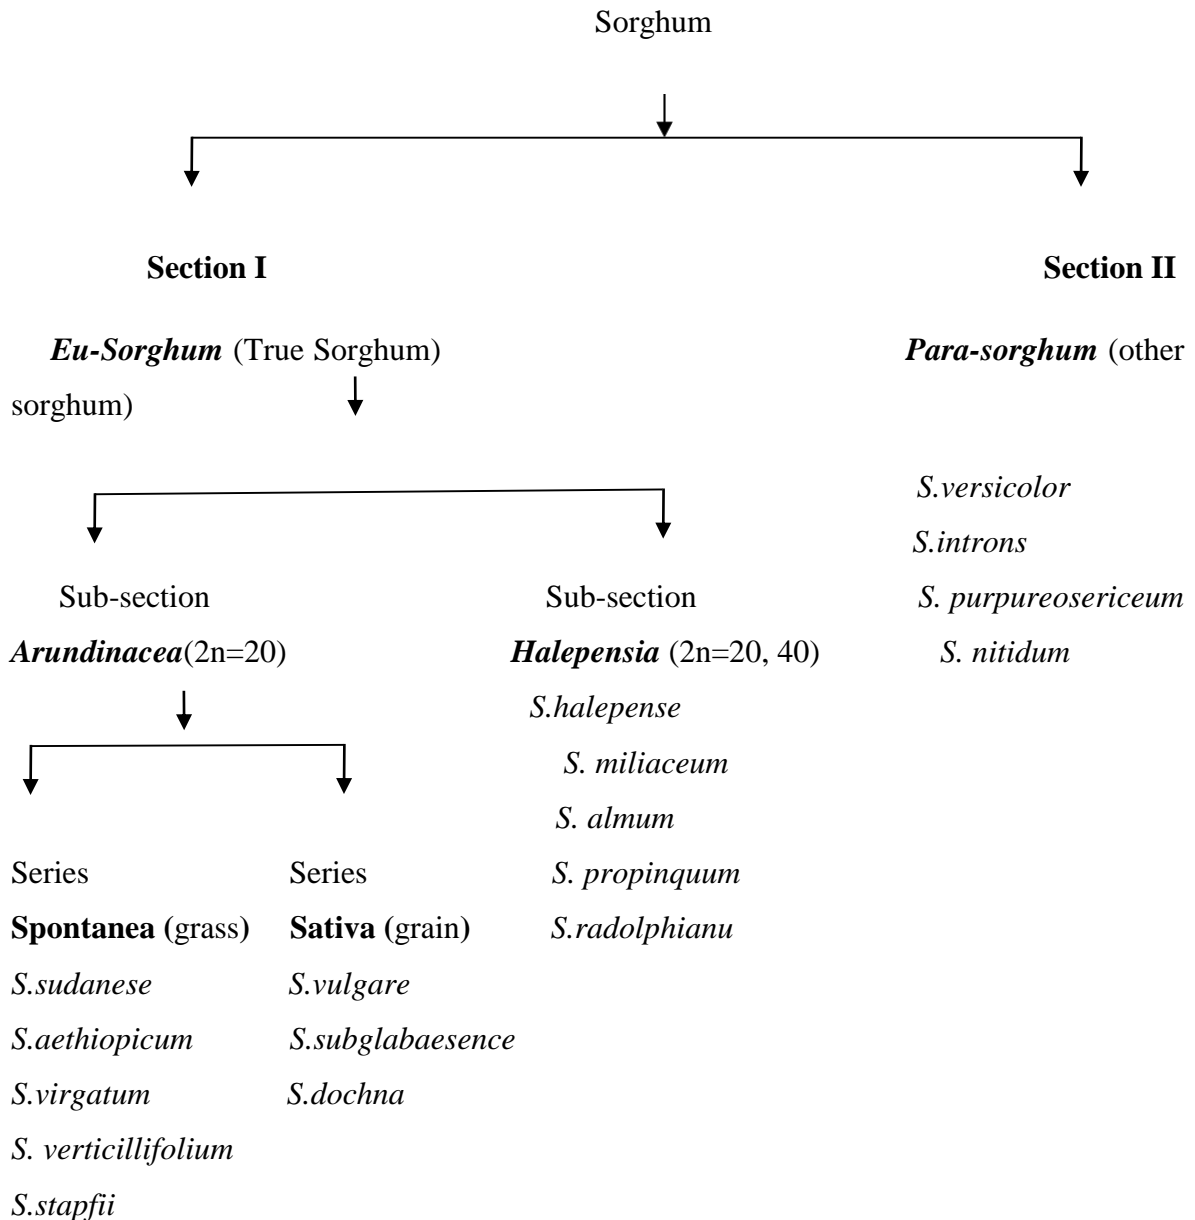 Sorghum
Section I Section II
Eu-Sorghum (True Sorghum) Para-sorghum (other
sorghum)
S.versicolor
S.introns
Sub-section Sub-section S. purpureosericeum
Arundinacea(2n=20) Halepensia (2n=20, 40) S. nitidum
S.halepense
S. miliaceum
S. almum
Series Series S. propinquum
Spontanea (grass) Sativa (grain) S.radolphianu
S.sudanese S.vulgare
S.aethiopicum S.subglabaesence
S.virgatum S.dochna
S. verticillifolium
S.stapfii